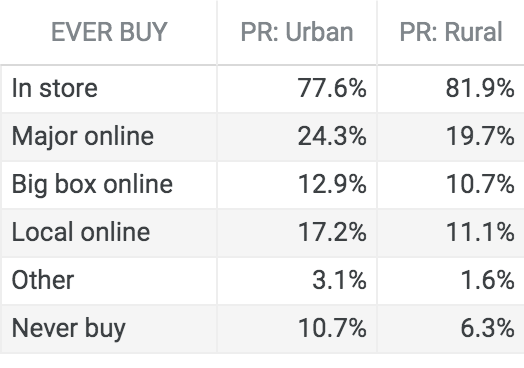 EVER BUY PR: Urban PR: Rural
In store 77.6% 81.9%
Major online 24.3% 19.7%
Big box online 12.9% 10.7%
Local online 17.2% 11.1%
Other 3.1% 1.6%
Never buy 10.7% 6.3%